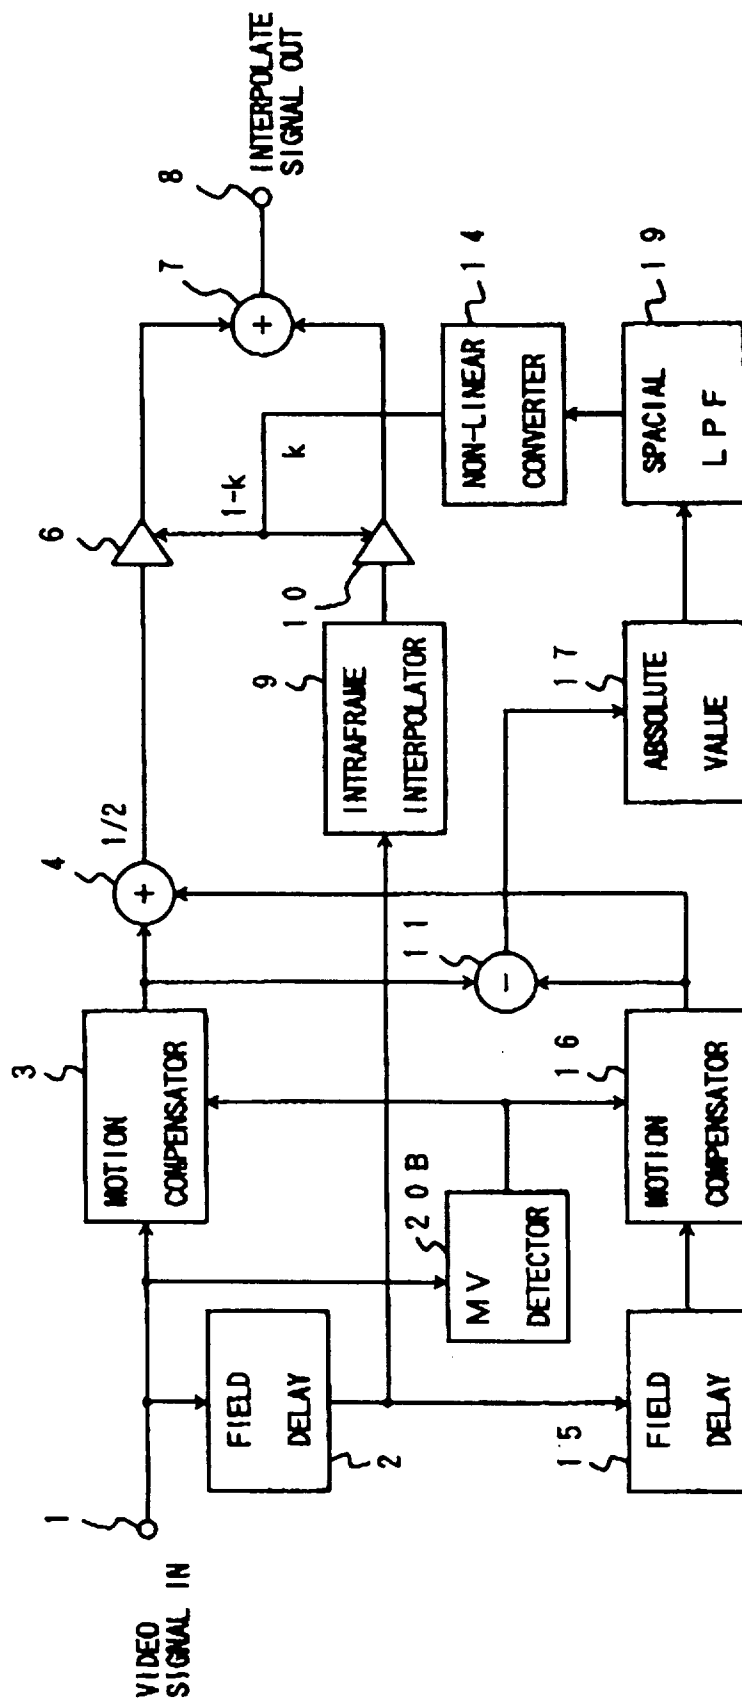 VIDEO
SIGNAL IN
1
FIELD
DELAY
2
MOTION
COMPENSATOR
3
4
1/2
6
1-k
k
7
8
INTERPOLATE
SIGNAL OUT
MV
DETECTOR
20B
INTRAFRAME
INTERPOLATOR
9
10
+
+
-
11
NON-LINEAR
CONVERTER
14
FIELD
DELAY
15
MOTION
COMPENSATOR
16
ABSOLUTE
VALUE
17
SPACIAL
LPF
19